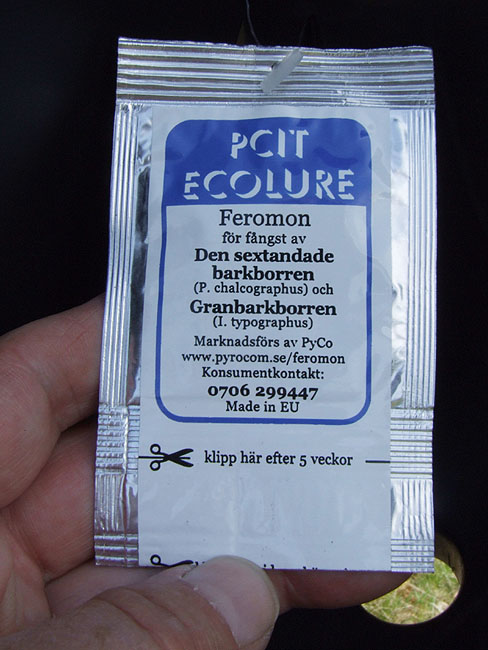 PCIT
ECOLURE
Feromon
för fångst av
Den sextandade
barkborren
(P. chalcographus) och
Granbarkborren
(I. typographus)
Marknadsförs av PyCo
www.pyrocom.se/feromon
Konsumentkontakt:
0706 299447
Made in EU
klipp här efter 5 veckor